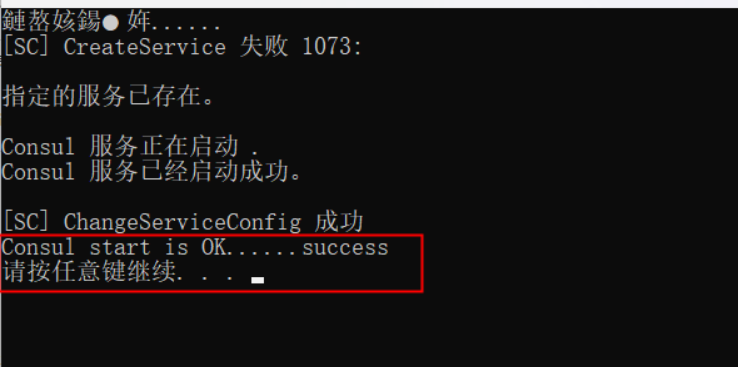 鏈嶅姟鍚● 姩......
[SC] CreateService 失败 1073:
指定的服务已存在。
Consul 服务正在启动 .
Consul 服务已经启动成功。
[SC] ChangeServiceConfig 成功
Consul start is OK......success
请按任意键继续. . .